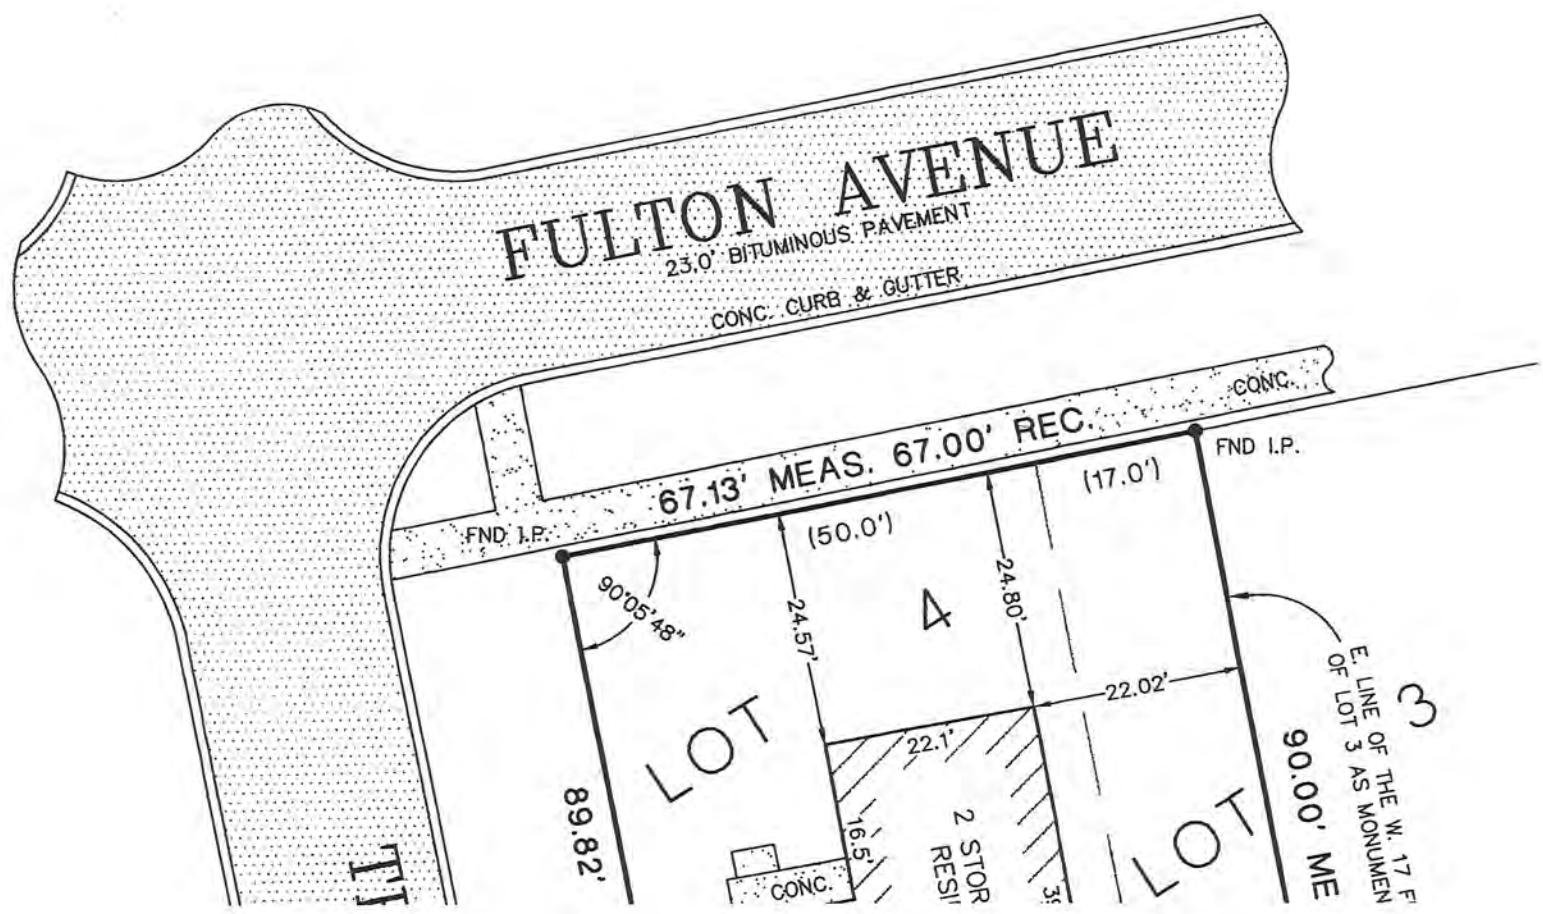 FULTON AVENUE
23.0' BITUMINOUS PAVEMENT
CONC. CURB & GUTTER
CONC.
67.13' MEAS. 67.00' REC.
FND I.P.
FND I.P.
(50.0')
(17.0')
90°05'48"
24.57'
24.80'
4
22.02'
22.1'
LOT
3
E. LINE OF THE W. 17 F
OF LOT 3 AS MONUMEN
90.00' ME
89.82'
16.5'
2 STOR
RESI
LOT
CONC.